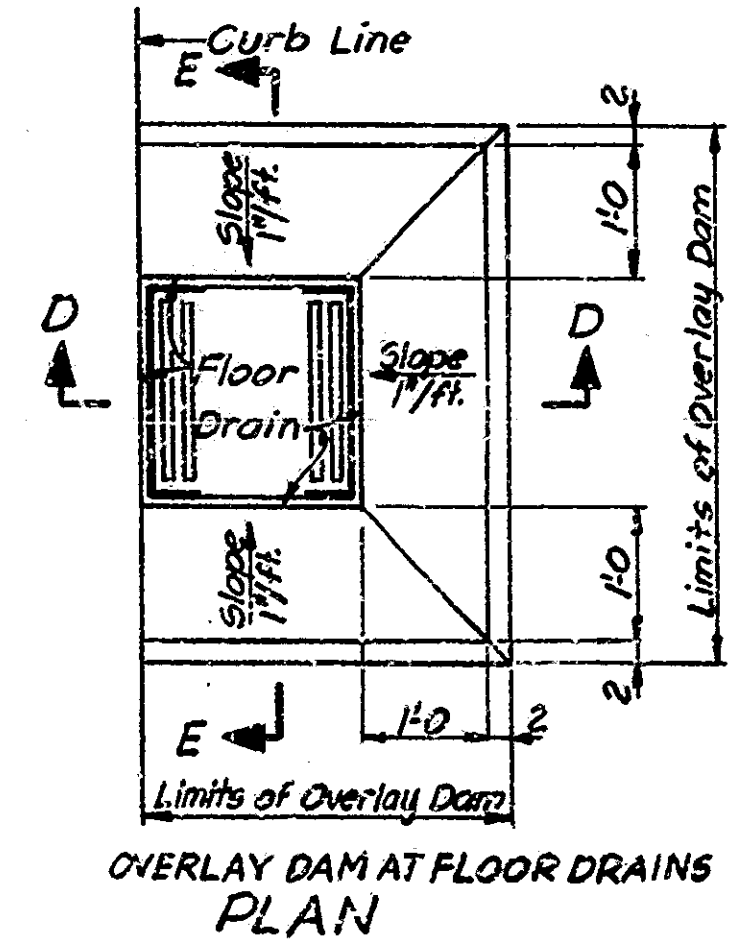 Curb Line
E
2
Slope
1"/ft.
1'-0
Limits of Overlay Dam
D
D
Floor
Drain
Slope
1"/ft.
Slope
1"/ft.
1'-0
2
E
1'-0
2
Limits of Overlay Dam
OVERLAY DAM AT FLOOR DRAINS
PLAN